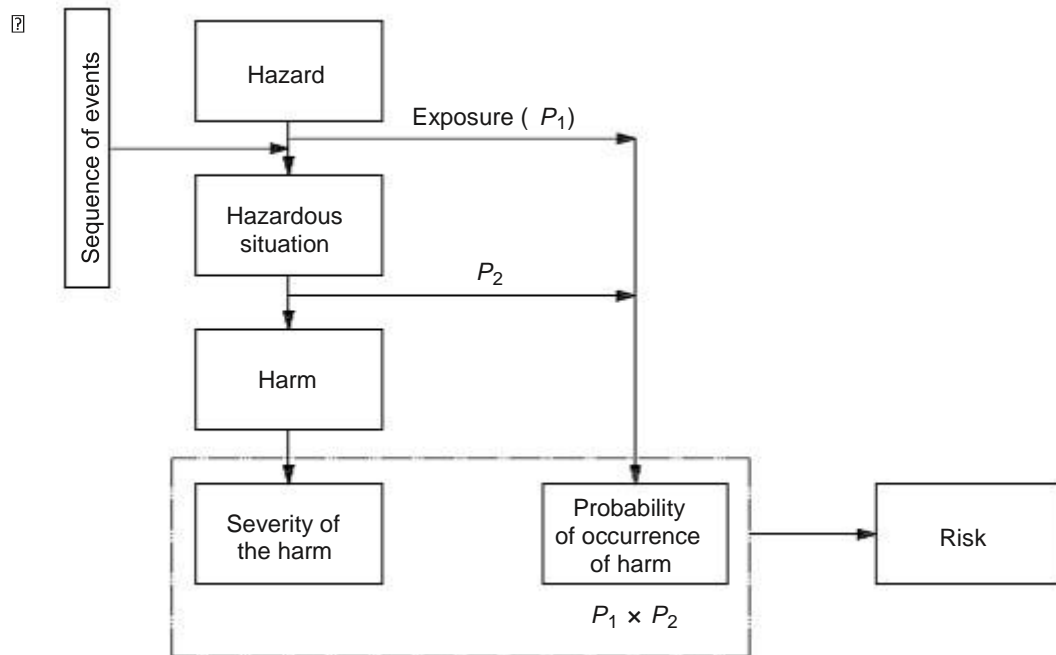 Sequence of events
Hazard
Exposure ( P1)
Hazardous
situation
P2
Harm
Severity of
the harm
Probability
of occurrence
of harm
P1 × P2
Risk